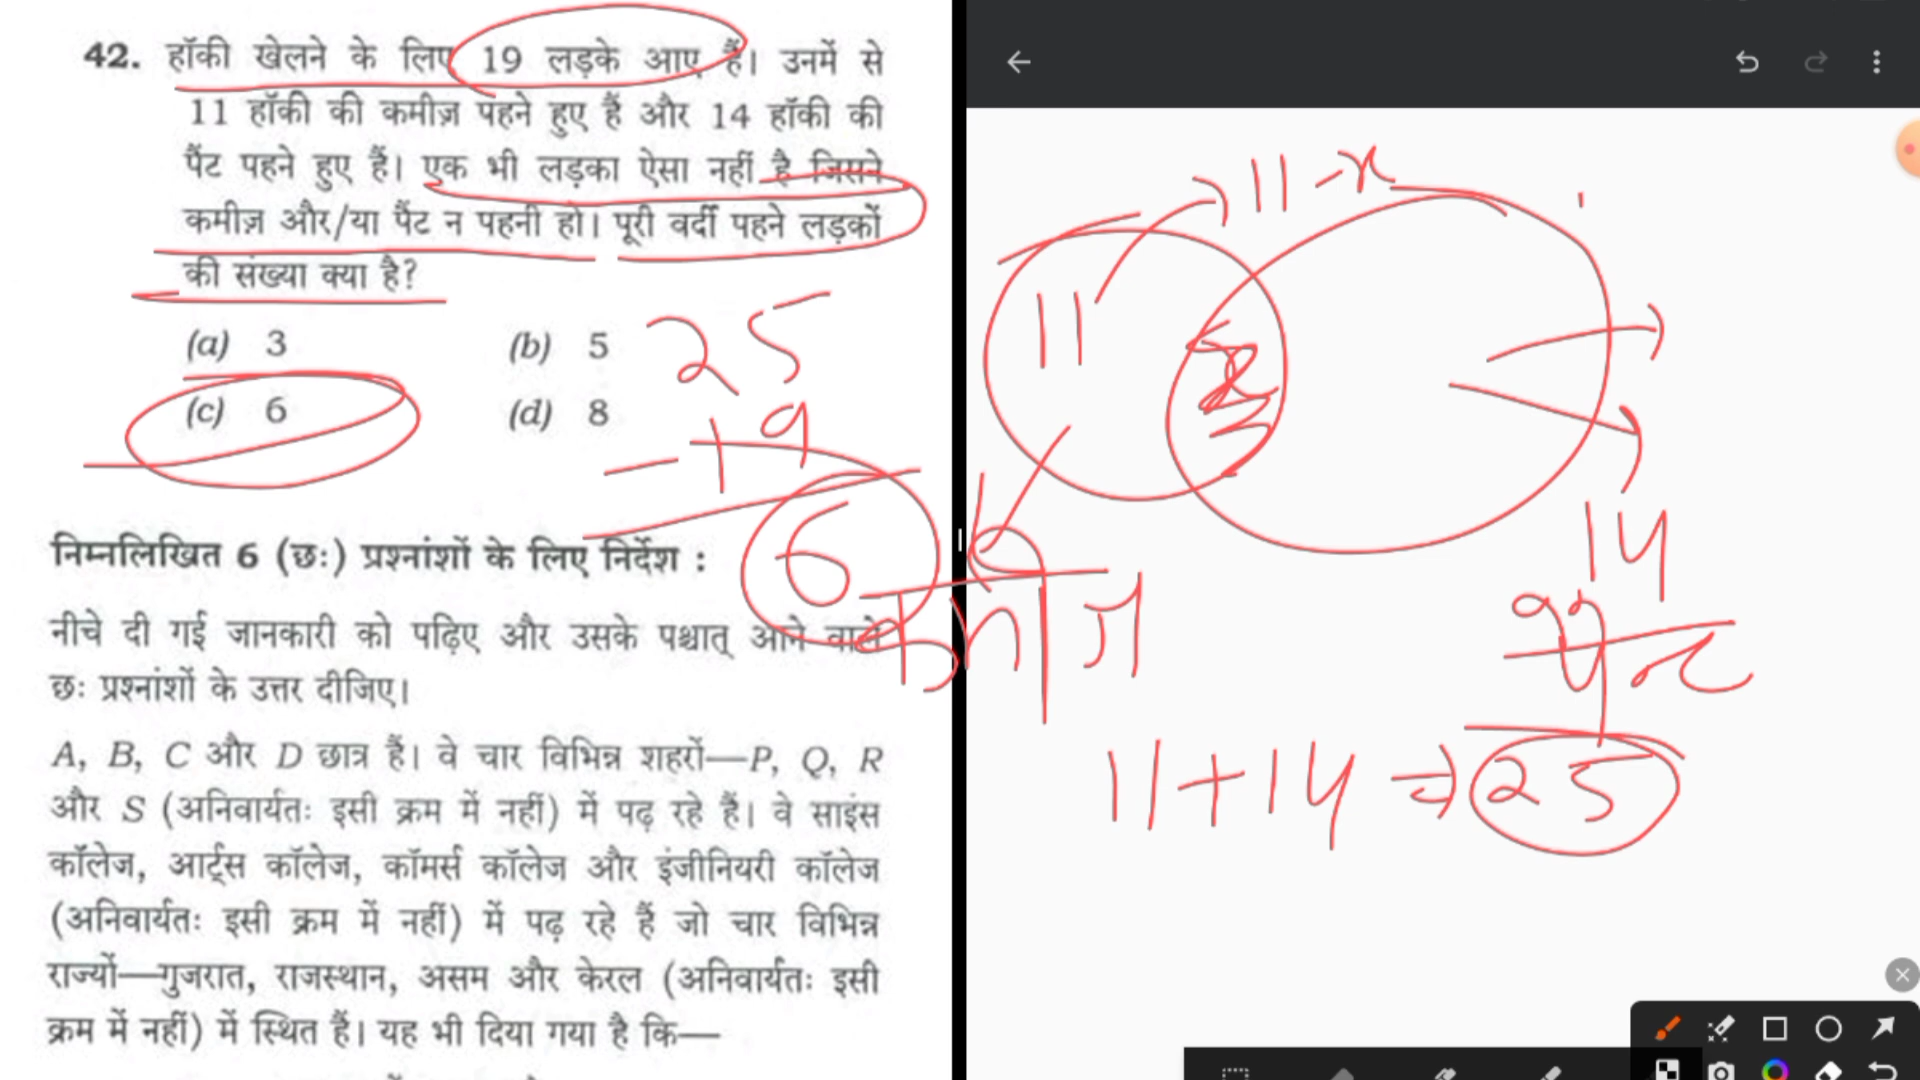 42. हॉकी खेलने के लिए 19 लड़के आए हैं। उनमें से
11 हॉकी की कमीज़ पहने हुए हैं और 14 हॉकी की
पैंट पहने हुए हैं। एक भी लड़का ऐसा नहीं है जिसने
कमीज़ और/या पैंट न पहनी हो। पूरी वर्दी पहने लड़कों
की संख्या क्या है?
(a) 3 (b) 5
(c) 6 (d) 8
25
- 19
6
निम्नलिखित 6 (छः) प्रश्नांशों के लिए निर्देश :
नीचे दी गई जानकारी को पढ़िए और उसके पश्चात् आने वाले
छः प्रश्नांशों के उत्तर दीजिए।
A, B, C और D छात्र हैं। वे चार विभिन्न शहरों—P, Q, R
और S (अनिवार्यतः इसी क्रम में नहीं) में पढ़ रहे हैं। वे साइंस
कॉलेज, आर्ट्स कॉलेज, कॉमर्स कॉलेज और इंजीनियरी कॉलेज
(अनिवार्यतः इसी क्रम में नहीं) में पढ़ रहे हैं जो चार विभिन्न
राज्यों—गुजरात, राजस्थान, असम और केरल (अनिवार्यतः इसी
क्रम में नहीं) में स्थित हैं। यह भी दिया गया है कि—
11 - x
11
14
11 + 14 ⇒ 25